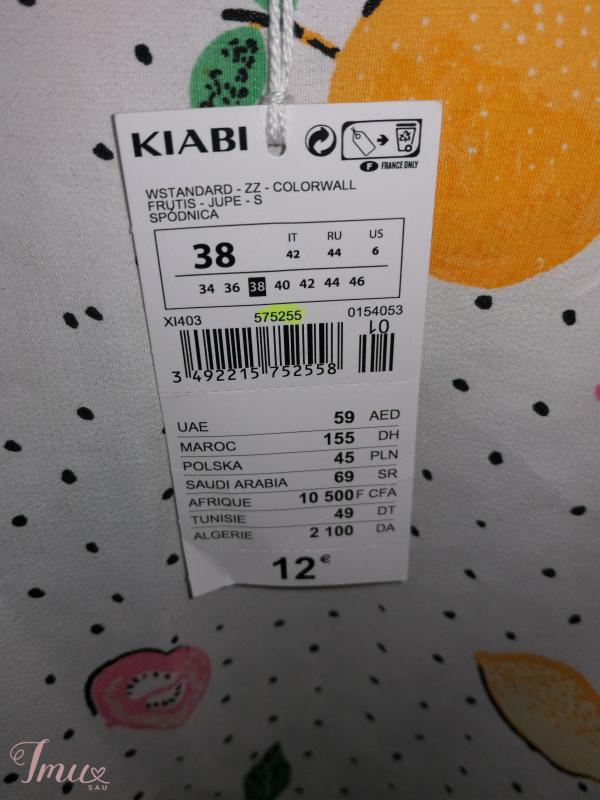 KIABI
F FRANCE ONLY
WSTANDARD - ZZ - COLORWALL
FRUTIS - JUPE - S
SPÓDNICA
38 IT 42 RU 44 US 6
34 36 38 40 42 44 46
XI403 575255 0154053
01
3 492215 752558
UAE 59 AED
MAROC 155 DH
POLSKA 45 PLN
SAUDI ARABIA 69 SR
AFRIQUE 10 500 F CFA
TUNISIE 49 DT
ALGERIE 2 100 DA
12€
Imu
SAU